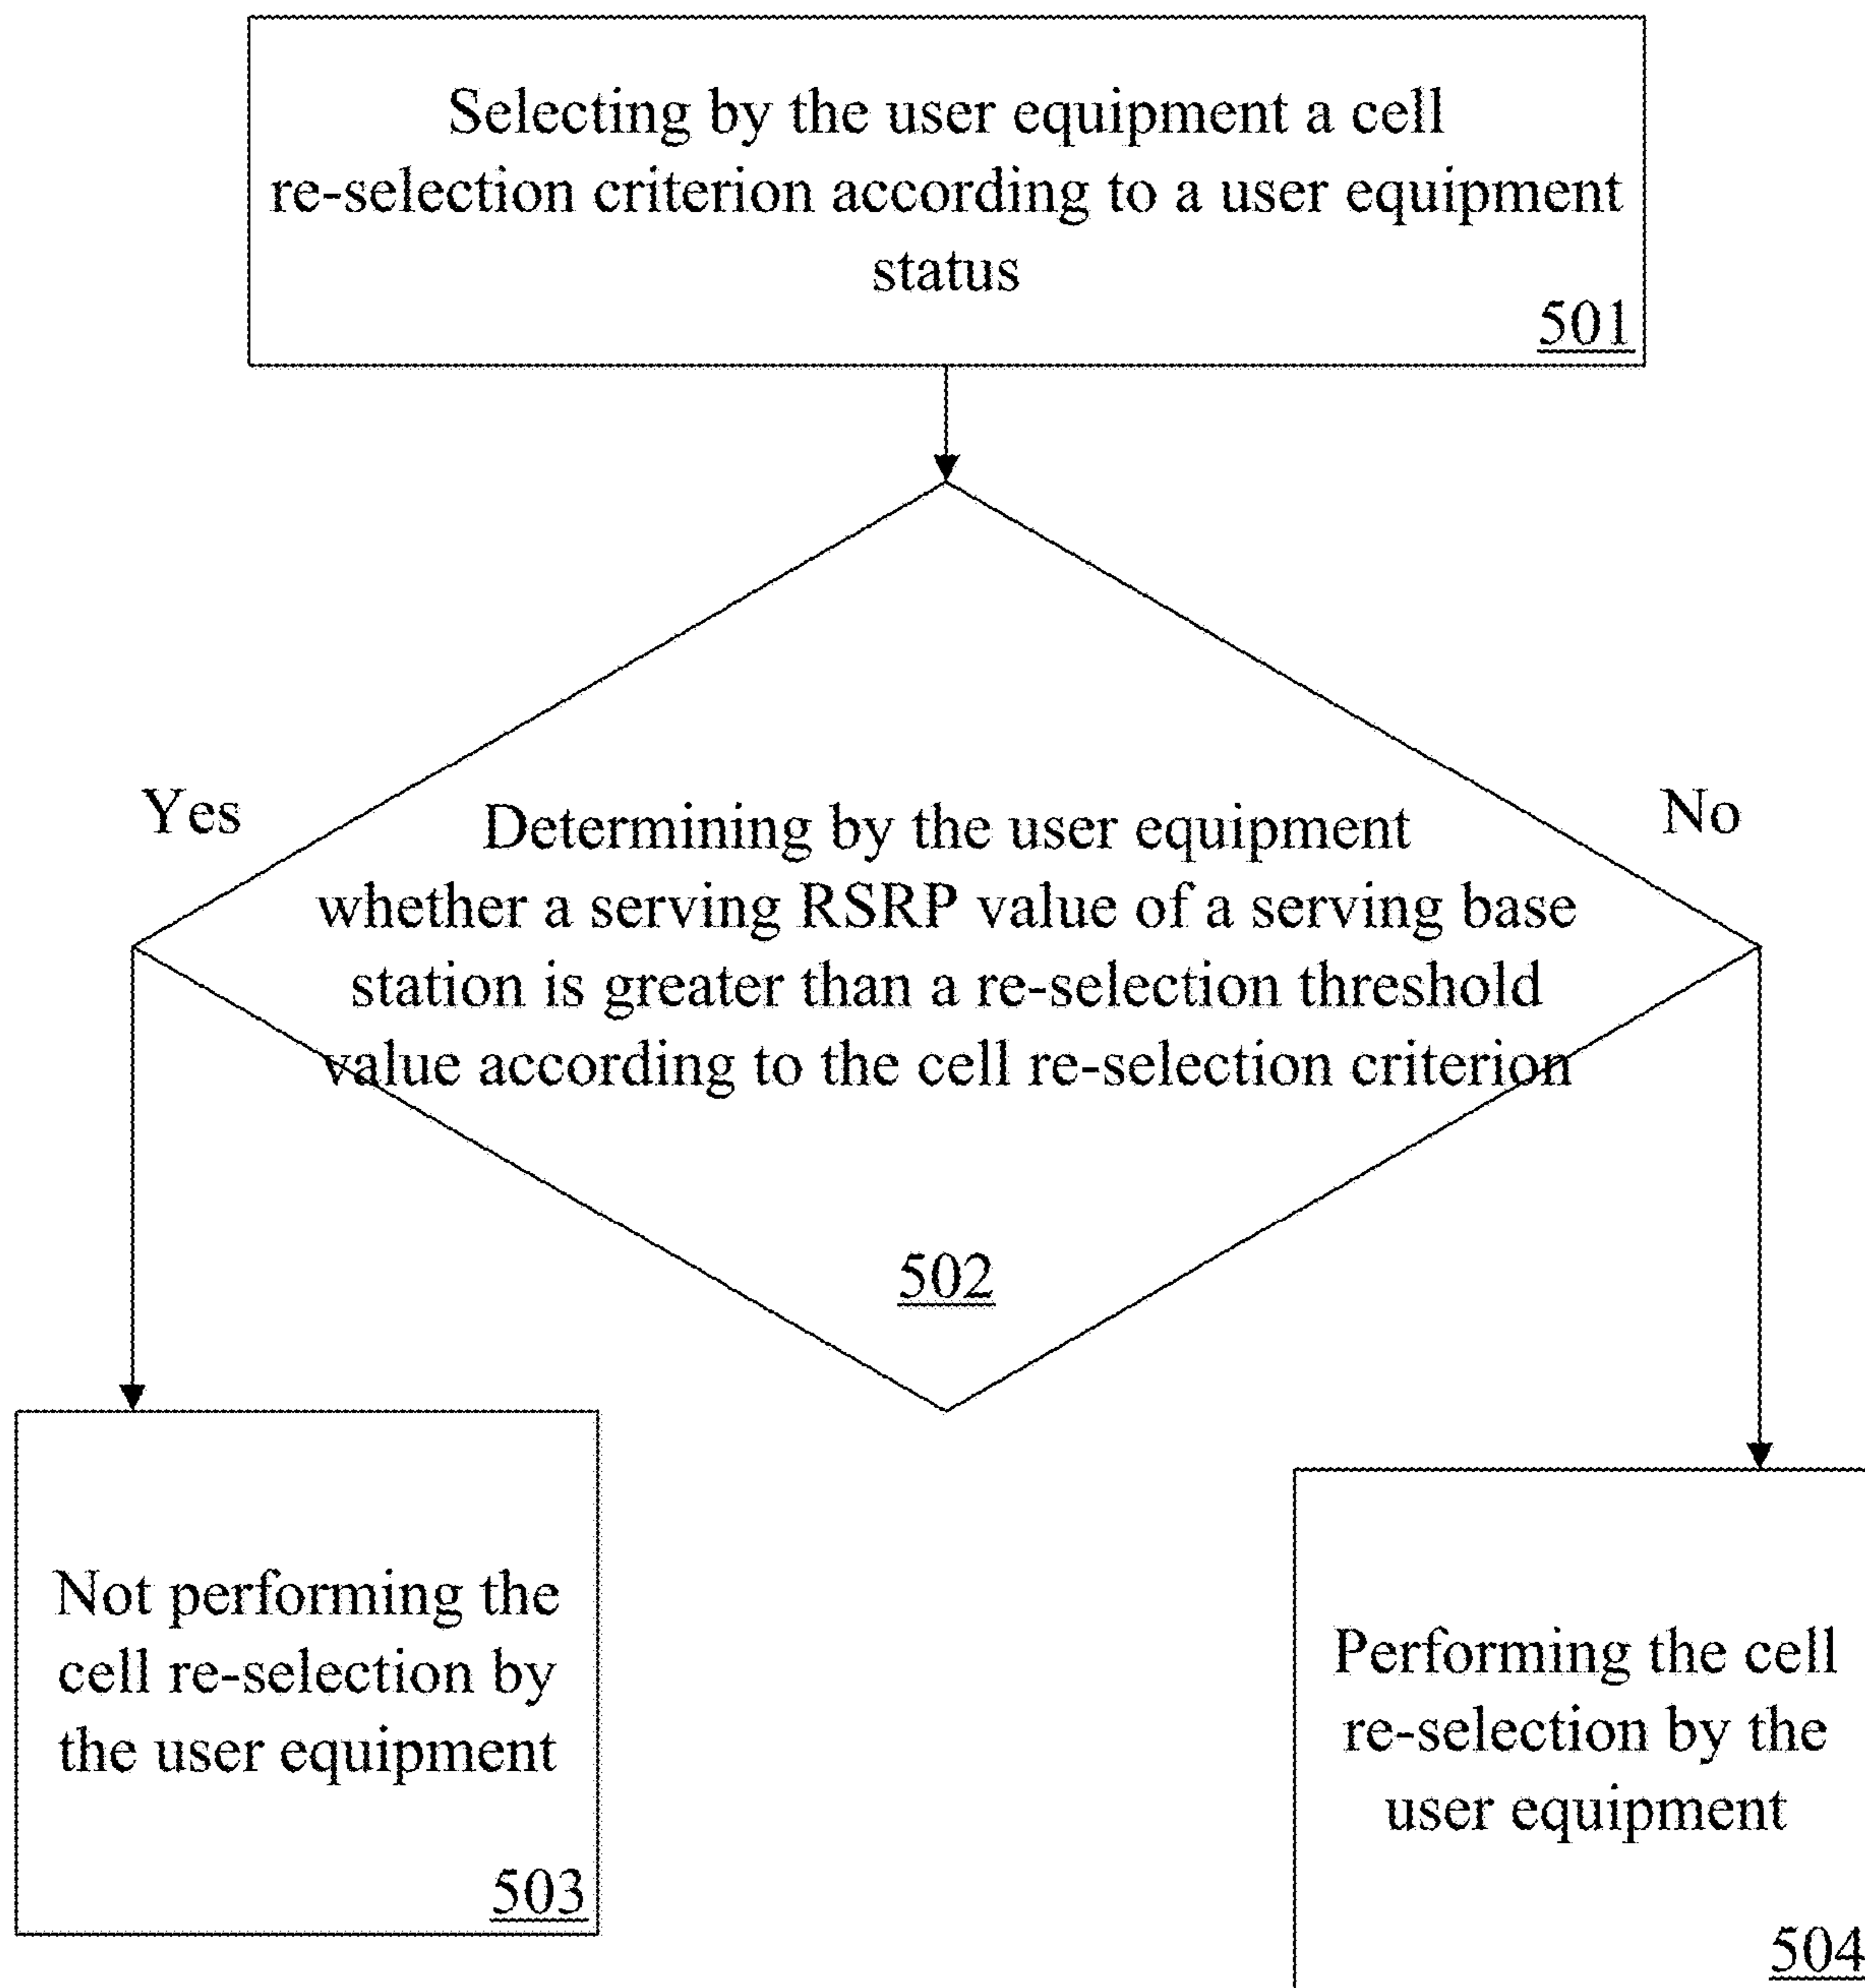 Selecting by the user equipment a cell
re-selection criterion according to a user equipment
status
501
Yes
No
Determining by the user equipment
whether a serving RSRP value of a serving base
station is greater than a re-selection threshold
value according to the cell re-selection criterion
502
Not performing the
cell re-selection by
the user equipment
503
Performing the cell
re-selection by the
user equipment
504